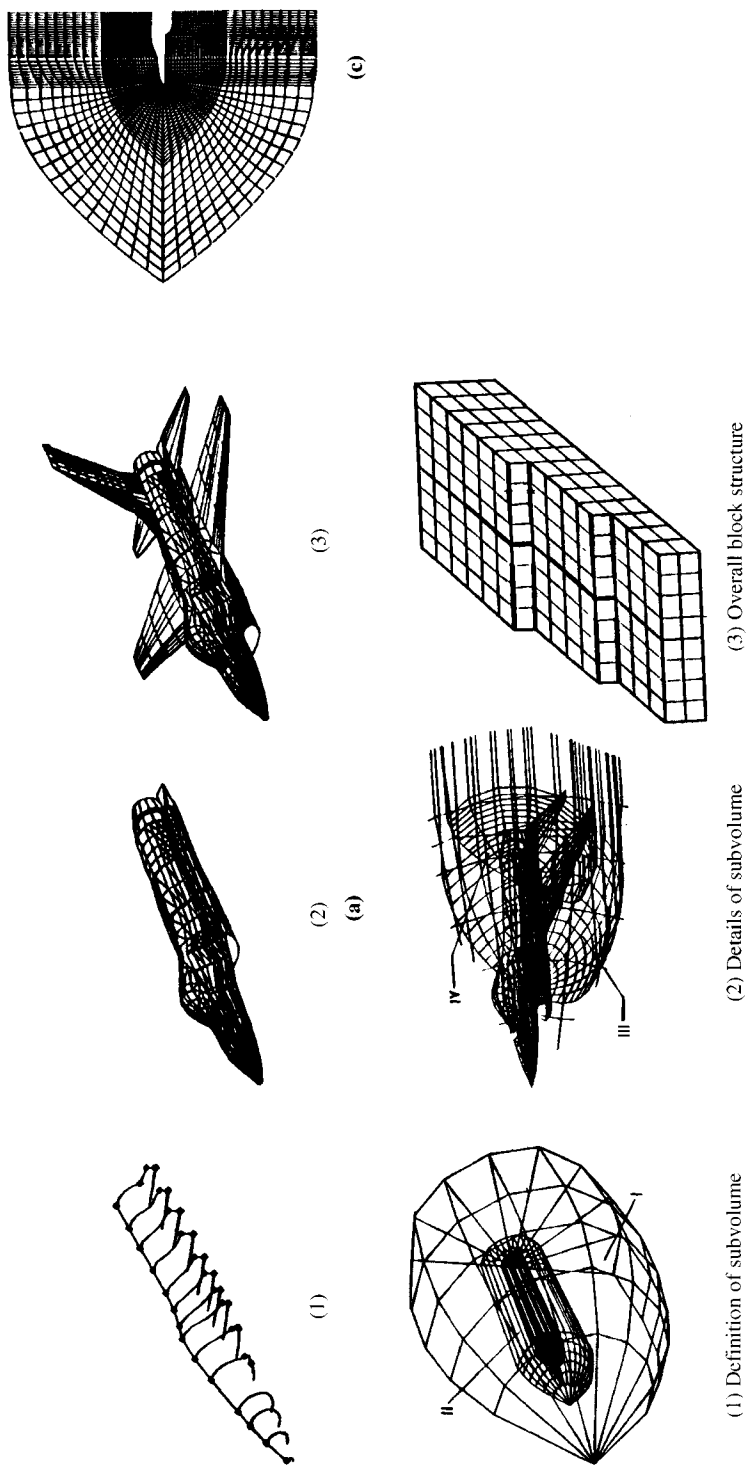 (1)
(2)
(3)
(a)
(c)
II
I
IV
III
(1) Definition of subvolume
(2) Details of subvolume
(3) Overall block structure